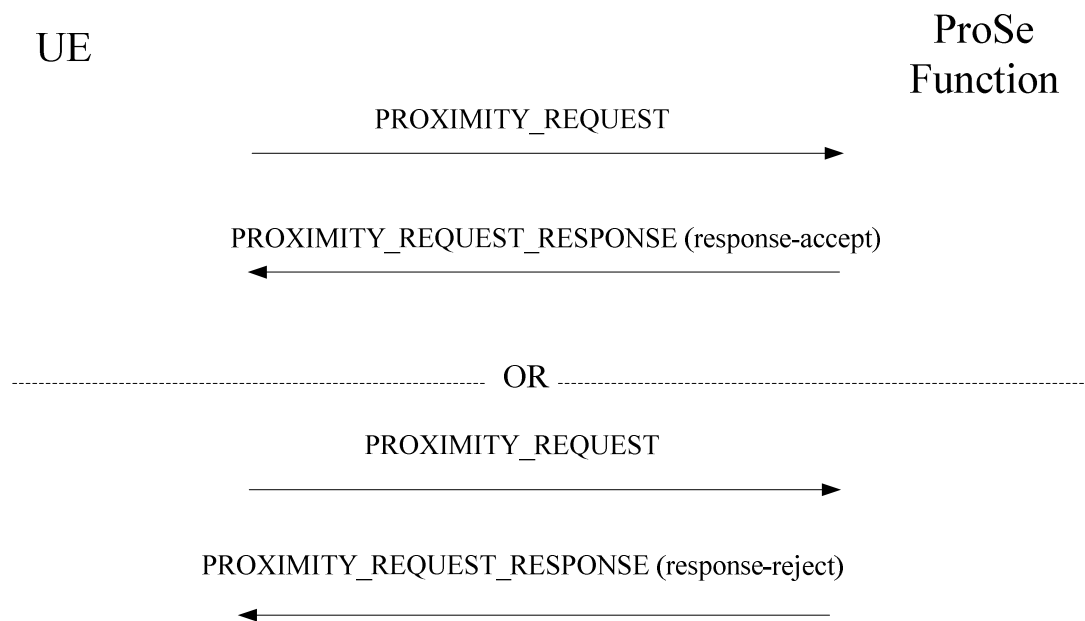 UE
ProSe
Function
PROXIMITY_REQUEST
PROXIMITY_REQUEST_RESPONSE (response-accept)
OR
PROXIMITY_REQUEST
PROXIMITY_REQUEST_RESPONSE (response-reject)